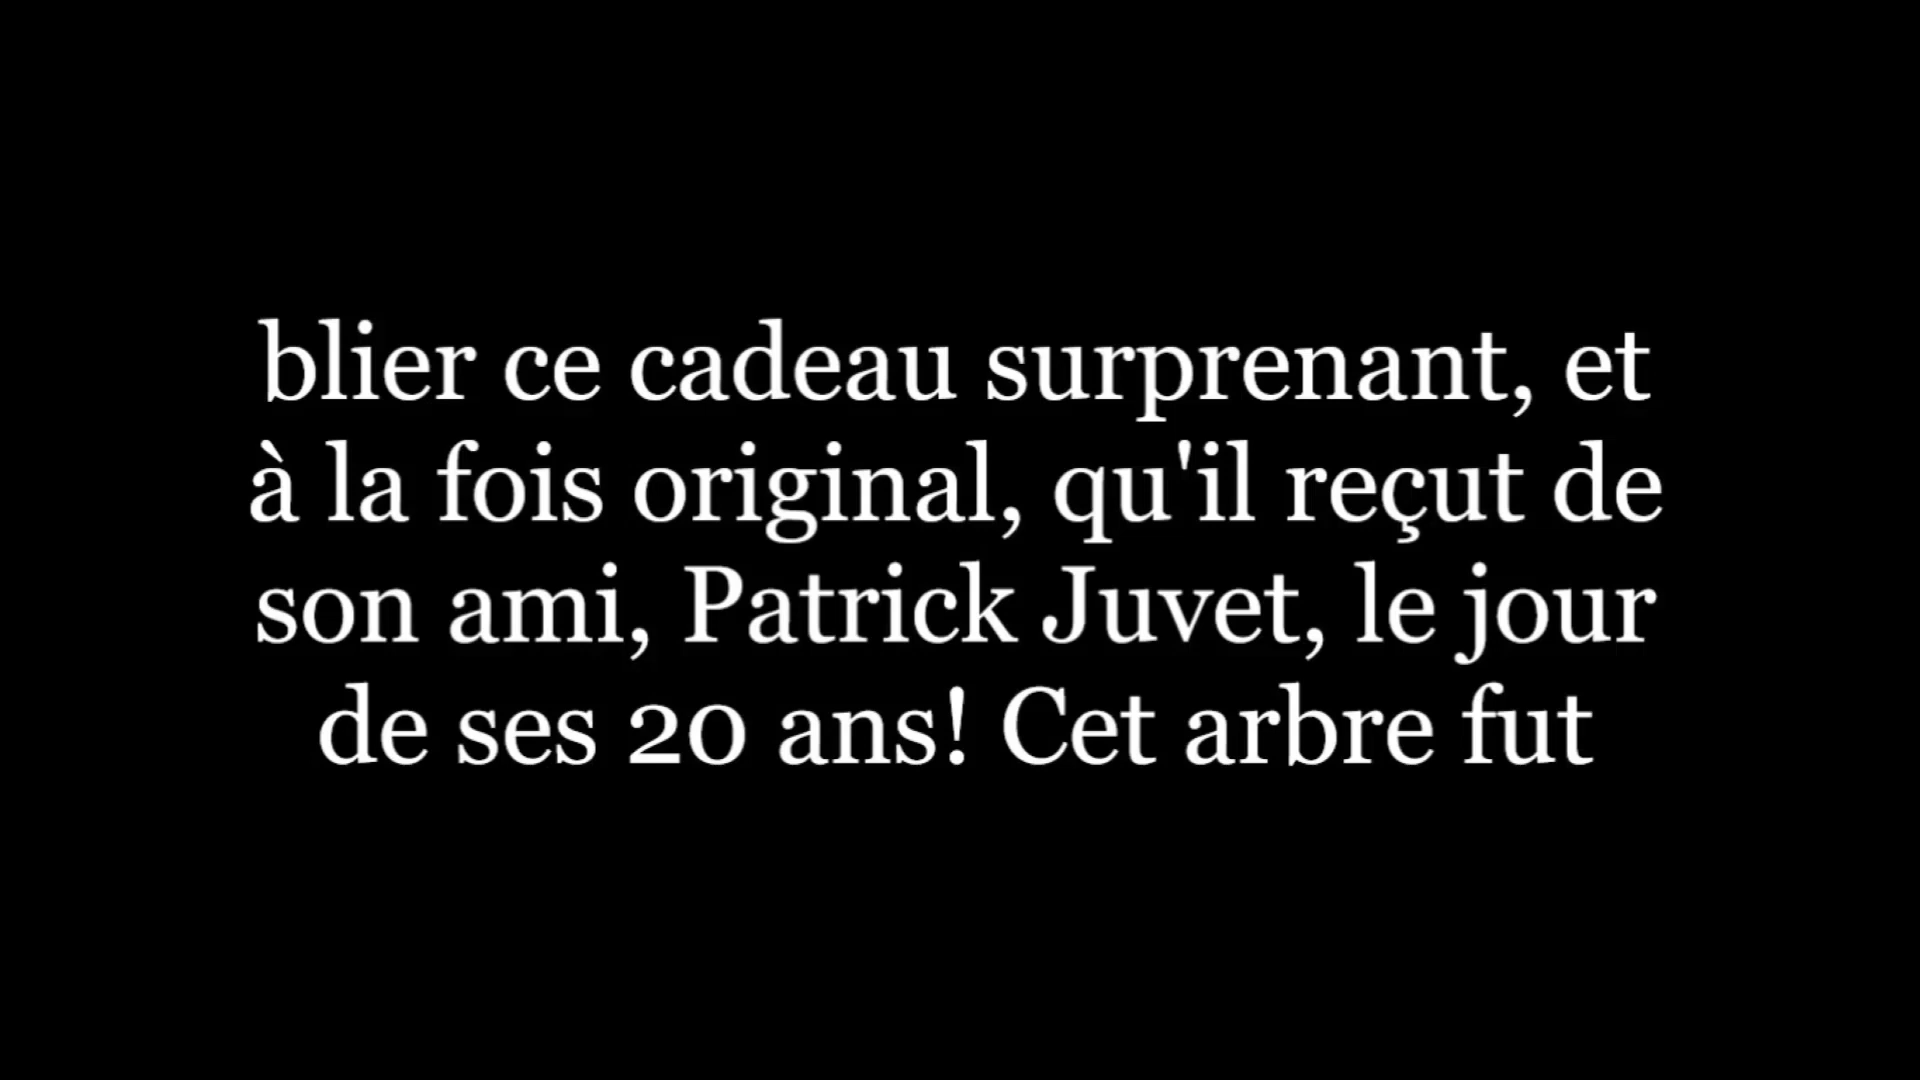 blier ce cadeau surprenant, et
à la fois original, qu'il reçut de
son ami, Patrick Juvet, le jour
de ses 20 ans! Cet arbre fut